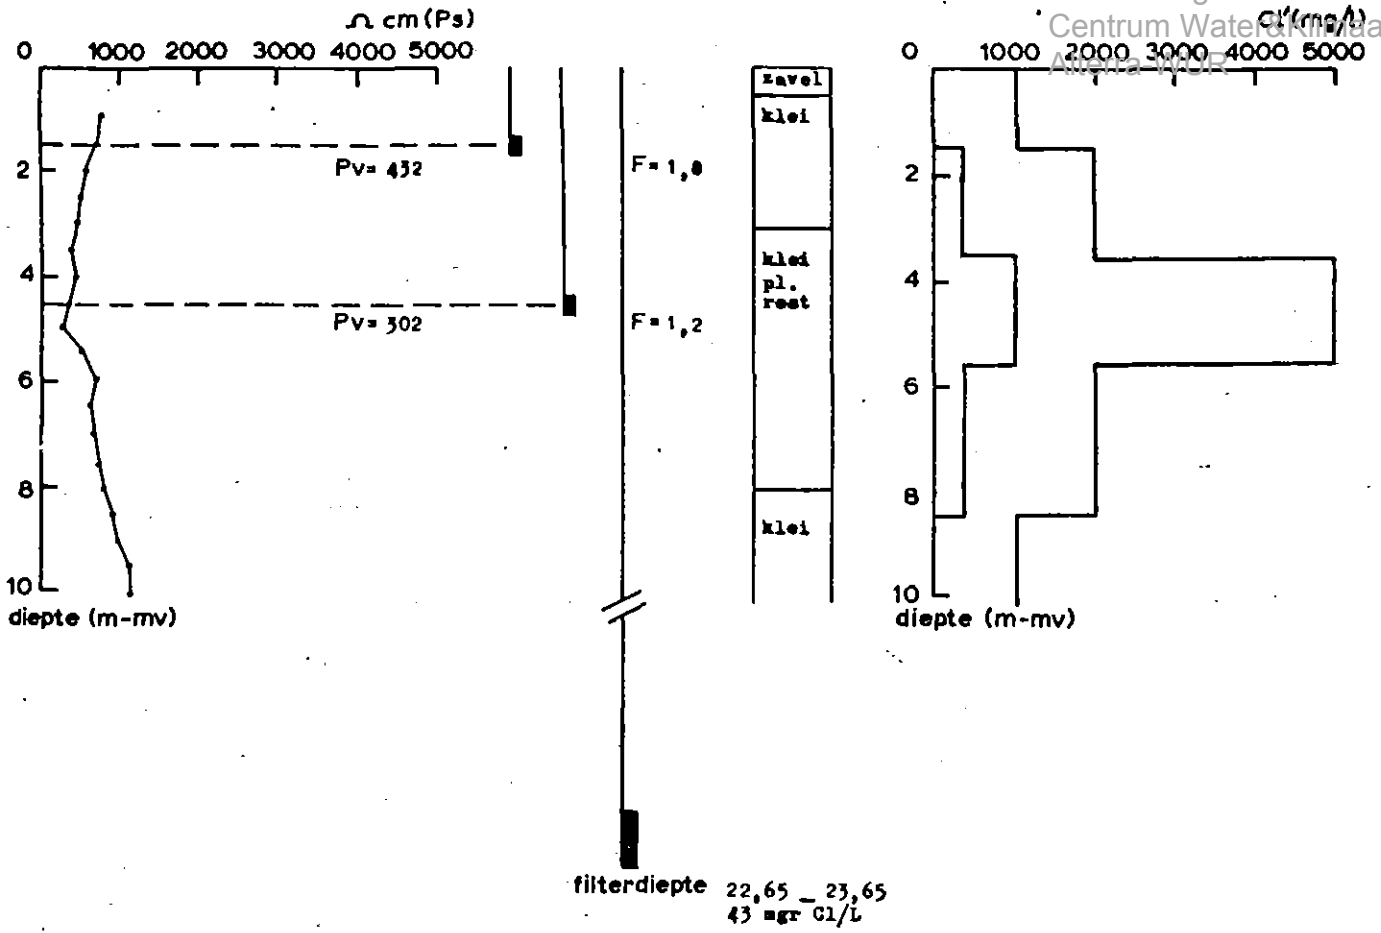 Ω cm (Ps)
0 1000 2000 3000 4000 5000
2
4
6
8
10
diepte (m-mv)
Pv= 432
Pv= 302
F= 1,8
F= 1,2
zavel
klei
klei
pl.
rest
klei
filterdiepte 22,65 _ 23,65
43 mgr Cl/L
Centrum Water&Klimaa
Alterra-WUR
Cl'(mg/l)
0 1000 2000 3000 4000 5000
2
4
6
8
10
diepte (m-mv)